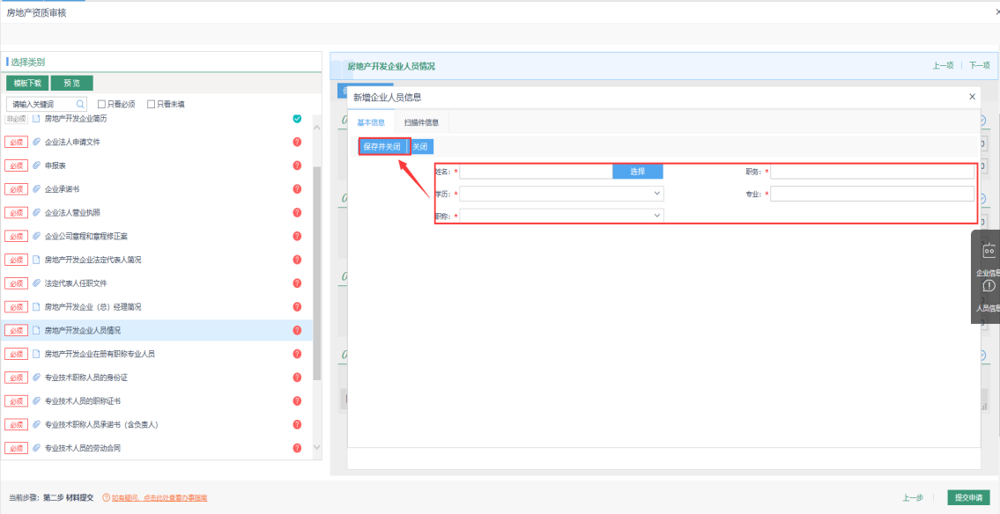 房地产资质审核
选择类别
模板下载 预览
请输入关键词 只看必须 只看未填
非必须 房地产开发企业简历
必须 企业法人申请文件
必须 申报表
必须 企业承诺书
必须 企业法人营业执照
必须 企业公司章程和章程修正案
必须 房地产开发企业法定代表人简况
必须 法定代表人任职文件
必须 房地产开发企业（总）经理简况
必须 房地产开发企业人员情况
必须 房地产开发企业在册有职称专业人员
必须 专业技术职称人员的身份证
必须 专业技术人员的职称证书
必须 专业技术职称人员承诺书（含负责人）
必须 专业技术人员的劳动合同
房地产开发企业人员情况 上一项 下一项
新增企业人员信息
基本信息 扫描件信息
保存并关闭 关闭
姓名: * 选择 职务: *
学历: * 专业: *
职称: *
企业信息
人员信息
当前步骤: 第二步 材料提交 如有疑问，点击此处查看办事指南 上一步 提交申请